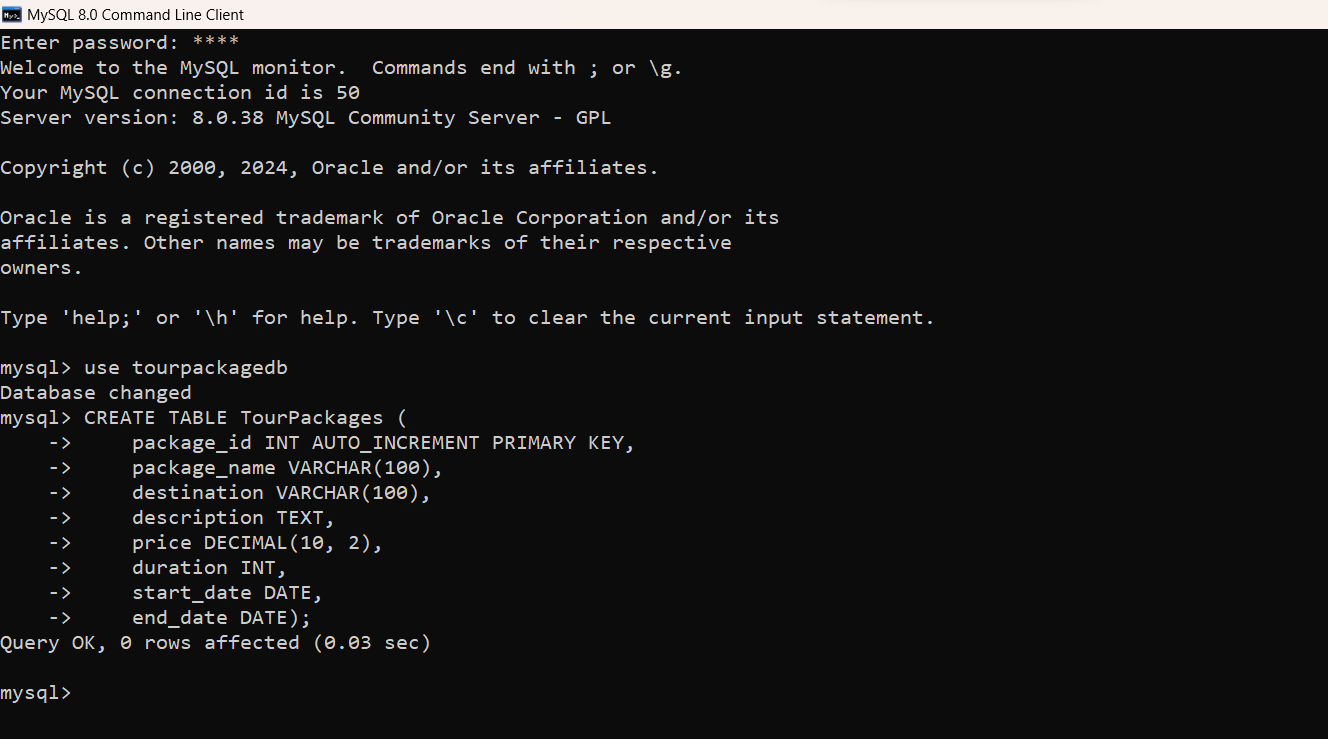 MySQL 8.0 Command Line Client
Enter password: ****
Welcome to the MySQL monitor.  Commands end with ; or \g.
Your MySQL connection id is 50
Server version: 8.0.38 MySQL Community Server - GPL
Copyright (c) 2000, 2024, Oracle and/or its affiliates.
Oracle is a registered trademark of Oracle Corporation and/or its
affiliates. Other names may be trademarks of their respective
owners.
Type 'help;' or '\h' for help. Type '\c' to clear the current input statement.
mysql> use tourpackagedb
Database changed
mysql> CREATE TABLE TourPackages (
    ->     package_id INT AUTO_INCREMENT PRIMARY KEY,
    ->     package_name VARCHAR(100),
    ->     destination VARCHAR(100),
    ->     description TEXT,
    ->     price DECIMAL(10, 2),
    ->     duration INT,
    ->     start_date DATE,
    ->     end_date DATE);
Query OK, 0 rows affected (0.03 sec)
mysql>